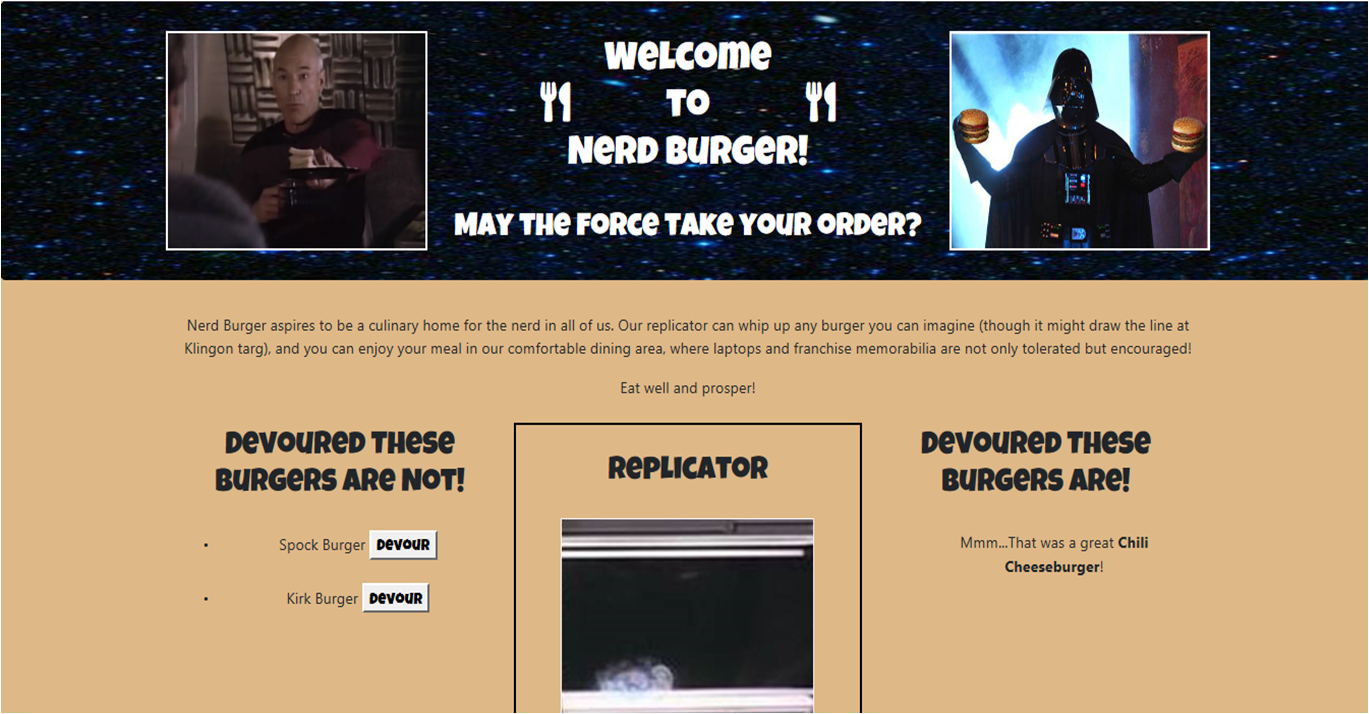 Welcome
to
Nerd Burger!
May the Force take your order?
Nerd Burger aspires to be a culinary home for the nerd in all of us. Our replicator can whip up any burger you can imagine (though it might draw the line at
Klingon targ), and you can enjoy your meal in our comfortable dining area, where laptops and franchise memorabilia are not only tolerated but encouraged!
Eat well and prosper!
Devoured these
burgers are not!
• Spock Burger Devour
• Kirk Burger Devour
Replicator
Devoured these
burgers are!
Mmm...That was a great Chili
Cheeseburger!